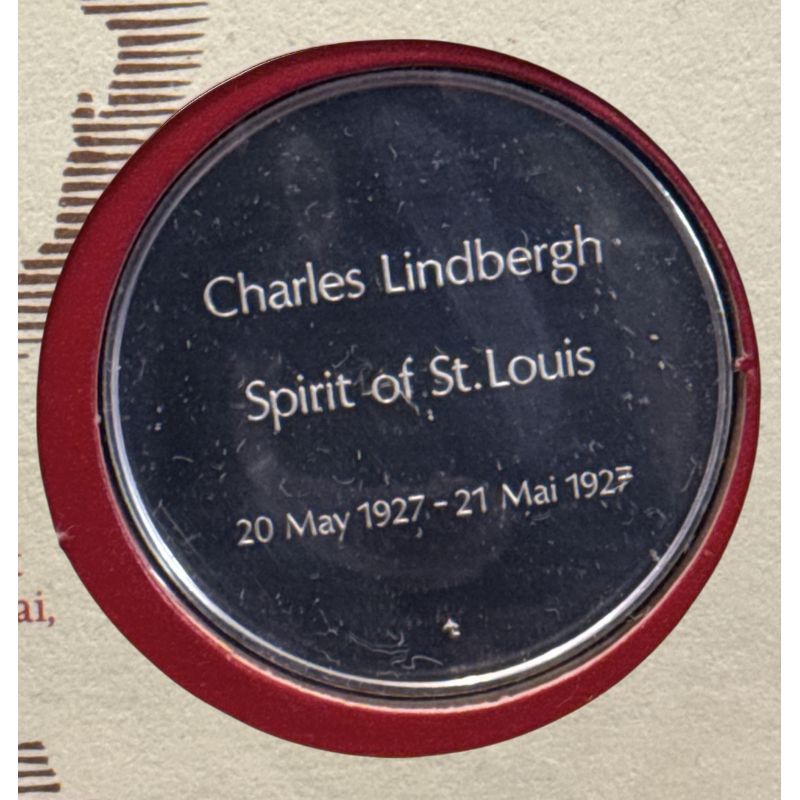 Charles Lindbergh
Spirit of St. Louis
20 May 1927 - 21 Mai 1927
ai,